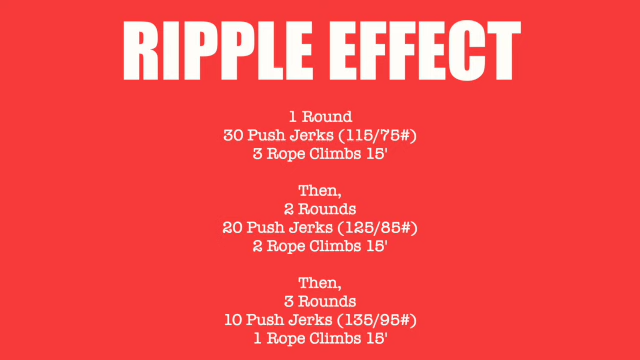 RIPPLE EFFECT
1 Round
30 Push Jerks (115/75#)
3 Rope Climbs 15'
Then,
2 Rounds
20 Push Jerks (125/85#)
2 Rope Climbs 15'
Then,
3 Rounds
10 Push Jerks (135/95#)
1 Rope Climbs 15'